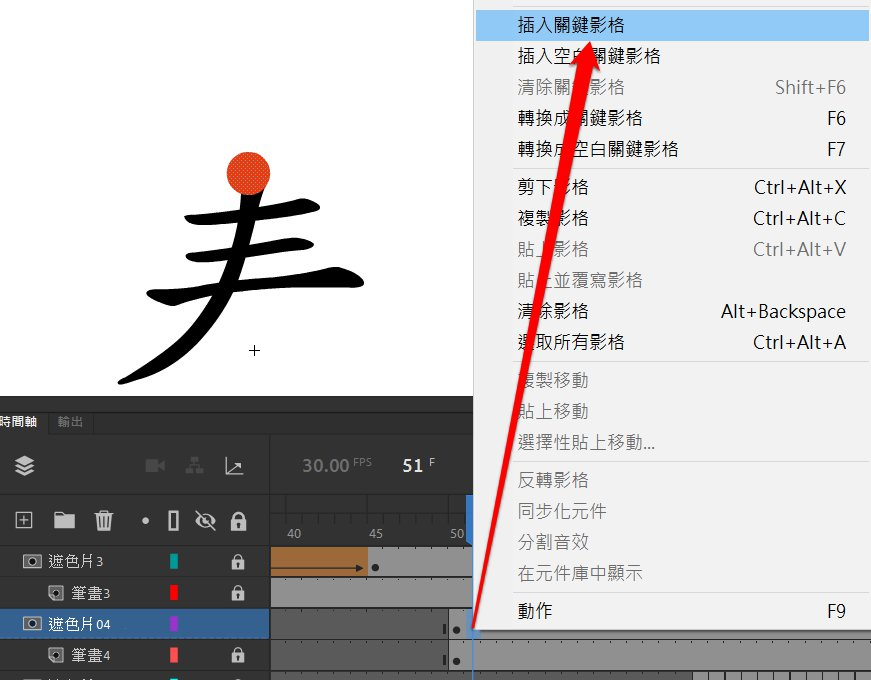 插入關鍵影格
插入空白關鍵影格
清除關鍵影格 Shift+F6
轉換成關鍵影格 F6
轉換成空白關鍵影格 F7
剪下影格 Ctrl+Alt+X
複製影格 Ctrl+Alt+C
貼上影格 Ctrl+Alt+V
貼上並覆寫影格
清除影格 Alt+Backspace
選取所有影格 Ctrl+Alt+A
複製移動
貼上移動
選擇性貼上移動...
反轉影格
同步化元件
分割音效
在元件庫中顯示
動作 F9
時間軸 輸出
30.00 FPS 51 F
40 45 50
遮色片3
筆畫3
遮色片04
筆畫4